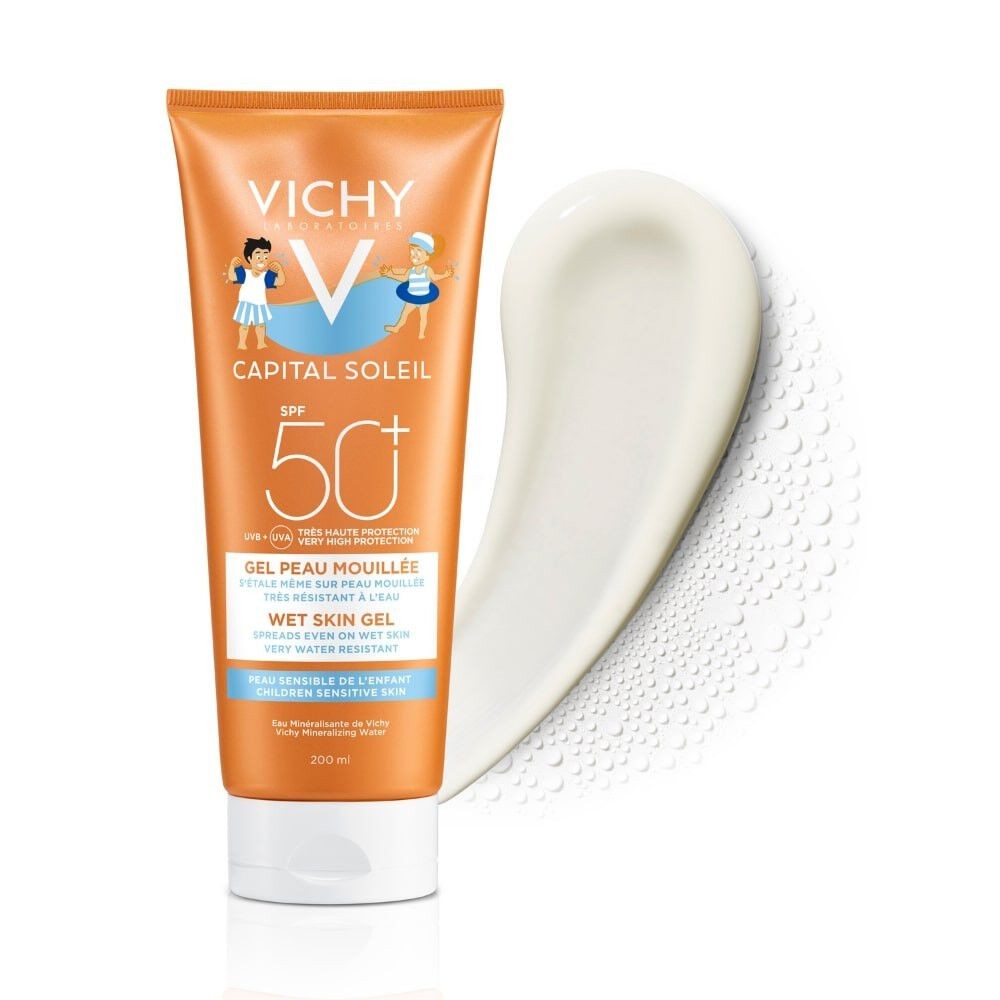 VICHY
LABORATOIRES
V
CAPITAL SOLEIL
SPF
50+
UVB + UVA TRÈS HAUTE PROTECTION
VERY HIGH PROTECTION
GEL PEAU MOUILLÉE
S'ÉTALE MÊME SUR PEAU MOUILLÉE
TRÈS RÉSISTANT À L'EAU
WET SKIN GEL
SPREADS EVEN ON WET SKIN
VERY WATER RESISTANT
PEAU SENSIBLE DE L'ENFANT
CHILDREN SENSITIVE SKIN
Eau Minéralisante de Vichy
Vichy Mineralizing Water
200 ml